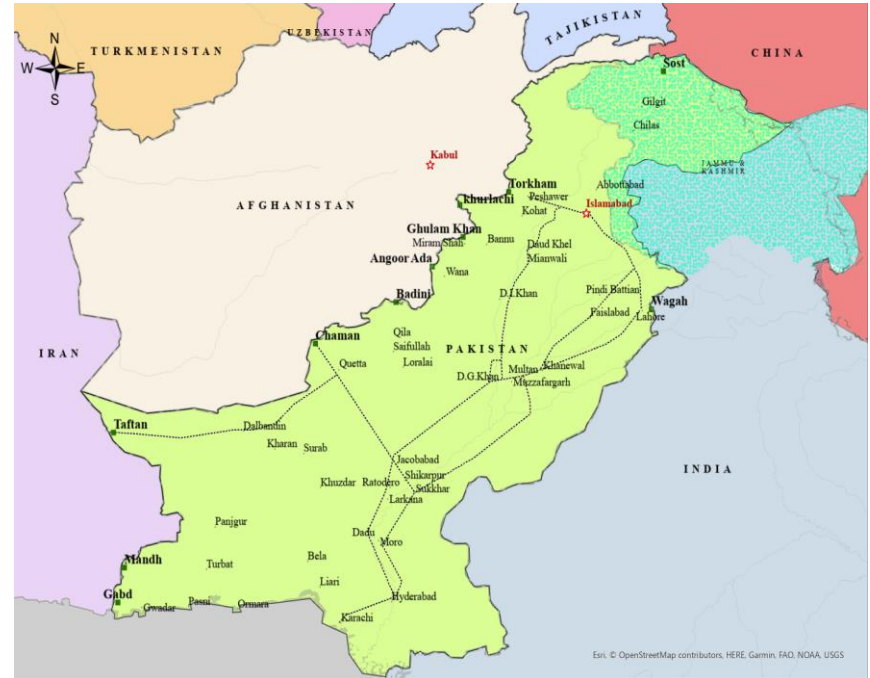 N
W
E
S
TURKMENISTAN
UZBEKISTAN
TAJIKISTAN
CHINA
Sost
Gilgit
Chilas
JAMMU &
KASHMIR
Kabul
AFGHANISTAN
Torkham
Peshawer
khurlachi
Kohat
Abbottabad
Islamabad
Ghulam Khan
Miram Shah
Bannu
Daud Khel
Mianwali
Angoor Ada
Wana
Badini
D.I.Khan
Pindi Battian
Faislabad
Wagah
Lahore
Chaman
Qila
Saifullah
Loralai
IRAN
Quetta
PAKISTAN
D.G.Khan
Multan
Khanewal
Muzzafargarh
Taftan
Dalbandin
Kharan
Surab
Jacobabad
Shikarpur
Sukkhar
INDIA
Khuzdar
Ratodero
Larkana
Panjgur
Dadu
Moro
Mandh
Turbat
Bela
Liari
Gabd
Gwadar
Pasni
Ormara
Hyderabad
Karachi
Esri, © OpenStreetMap contributors, HERE, Garmin, FAO, NOAA, USGS